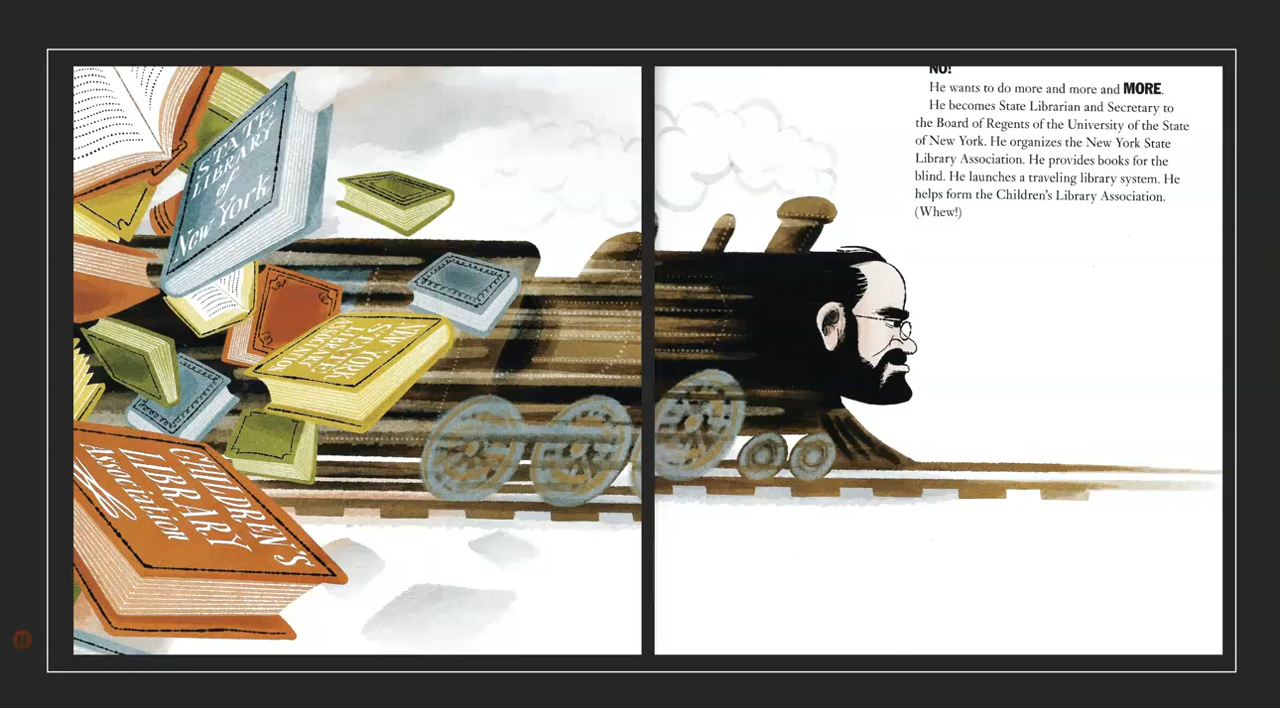 STATE
LIBRARY
of
New York
NEW YORK
STATE
LIBRARY
ASSOCIATION
CHILDREN'S
LIBRARY
Association
NO!
He wants to do more and more and MORE.
He becomes State Librarian and Secretary to
the Board of Regents of the University of the State
of New York. He organizes the New York State
Library Association. He provides books for the
blind. He launches a traveling library system. He
helps form the Children's Library Association.
(Whew!)